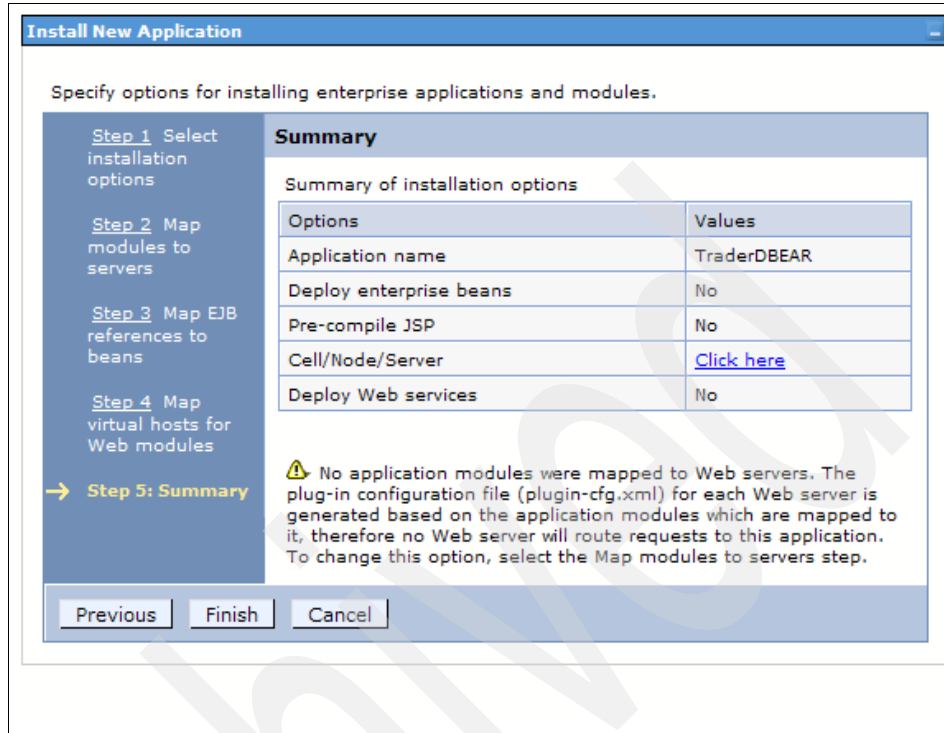 Install New Application
Specify options for installing enterprise applications and modules.
Step 1 Select
installation
options
Step 2 Map
modules to
servers
Step 3 Map EJB
references to
beans
Step 4 Map
virtual hosts for
Web modules
Step 5: Summary
Summary
Summary of installation options
Options Values
Application name TraderDBEAR
Deploy enterprise beans No
Pre-compile JSP No
Cell/Node/Server Click here
Deploy Web services No
No application modules were mapped to Web servers. The
plug-in configuration file (plugin-cfg.xml) for each Web server is
generated based on the application modules which are mapped to
it, therefore no Web server will route requests to this application.
To change this option, select the Map modules to servers step.
Previous Finish Cancel
hived